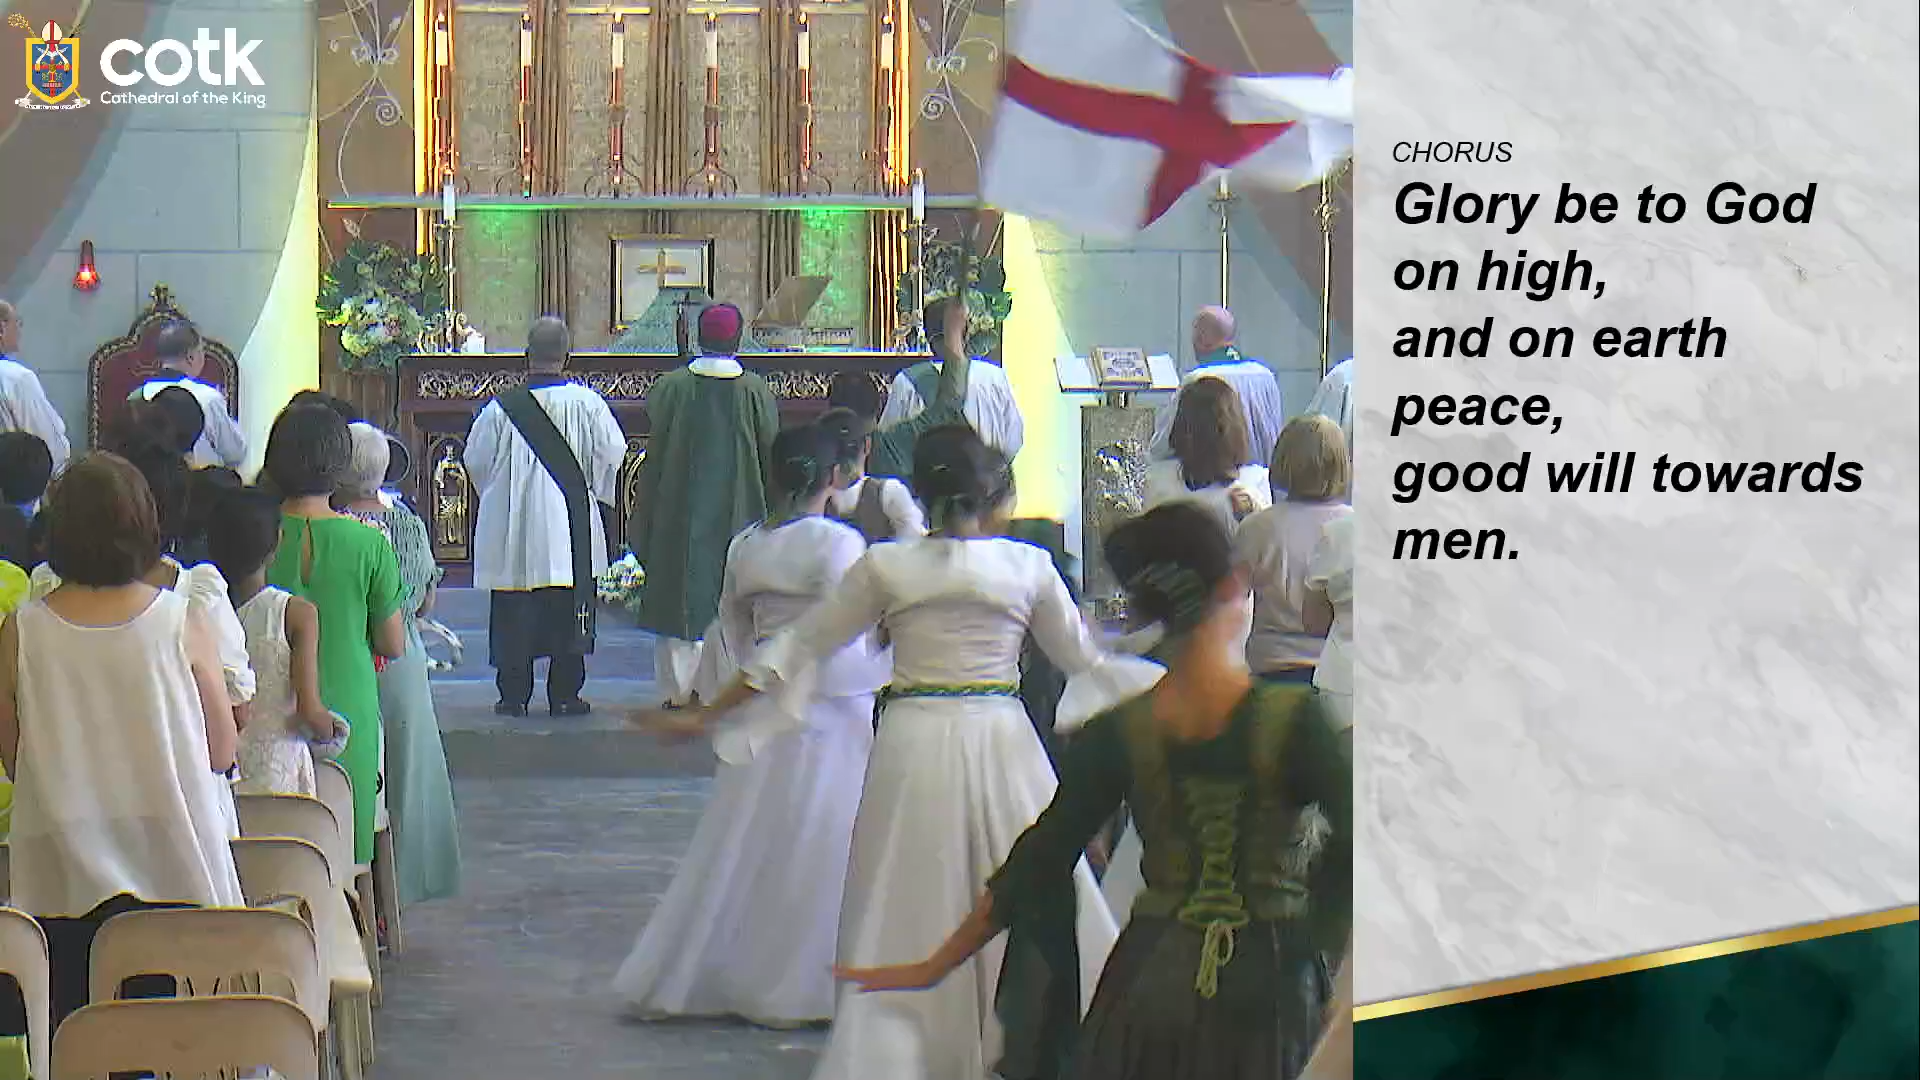 cotk
Cathedral of the King
CHORUS
Glory be to God
on high,
and on earth
peace,
good will towards
men.